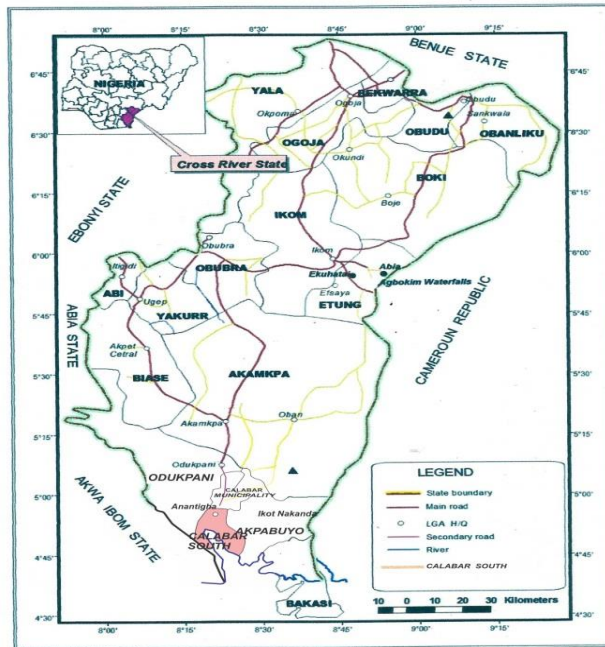 BENUE STATE
6°45'
6°45'
NIGERIA
YALA
BEKWARRA
Ogoja
Obudu
Sankwala
Okpoma
6°30'
6°30'
OGOJA
OBUDU
OBANLIKU
Okundi
Cross River State
BOKI
6°15'
6°15'
Boje
EBONYI STATE
IKOM
6°00'
6°00'
Obubra
Ikom
Itigidi
OBUBRA
Ekuhatai
Abia
Agbokim Waterfalls
ABI
Ugep
Efsaya
ETUNG
5°45'
5°45'
YAKURR
ABIA STATE
CAMEROUN REPUBLIC
Akpet
Cetral
5°30'
5°30'
BIASE
AKAMKPA
Akamkpa
Oban
5°15'
5°15'
Odukpani
ODUKPANI
CALABAR
MUNICIPALITY
5°00'
5°00'
AKWA IBOM STATE
Anantigha
Ikot Nakanda
AKPABUYO
CALABAR
SOUTH
4°45'
4°45'
BAKASI
4°30'
4°30'
LEGEND
State boundary
Main road
LGA H/Q
Secondary road
River
CALABAR SOUTH
10 0 10 20 30 Kilometers
8°00' 8°15' 8°30' 8°45' 9°00' 9°15'
8°00' 8°15' 8°30' 8°45' 9°00' 9°15'